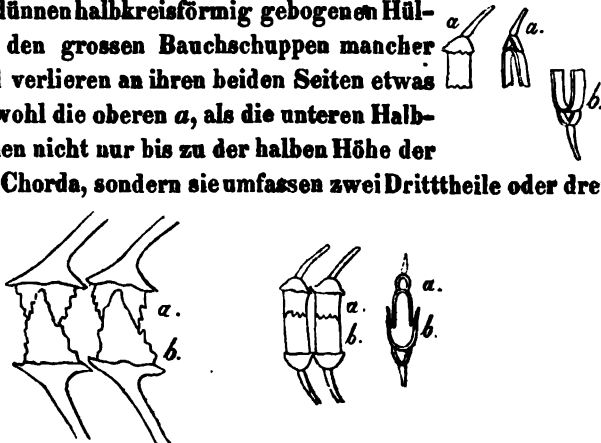 dünnen halbkreisförmig gebogenen Hül-
den grossen Bauchschuppen mancher
verlieren an ihren beiden Seiten etwas
wohl die oberen a, als die unteren Halb-
en nicht nur bis zu der halben Höhe der
Chorda, sondern sie umfassen zwei Dritttheile oder dre
a a.
b.
a. a. a.
b. b. b.